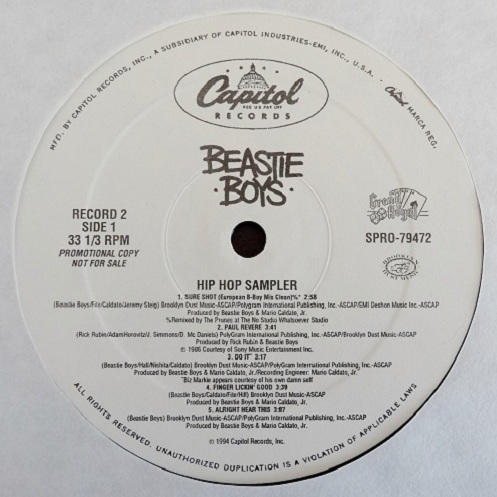 MFD. BY CAPITOL RECORDS, INC., A SUBSIDIARY OF CAPITOL INDUSTRIES-EMI, INC., U.S.A. · Capitol MARCA REG.
Capitol
REG. U.S. PAT. OFF.
RECORDS
BEASTIE
·BOYS·
RECORD 2
SIDE 1
33 1/3 RPM
PROMOTIONAL COPY
NOT FOR SALE
Grand Royal
SPRO-79472
BROOKLYN
DUST MUSIC
HIP HOP SAMPLER
1. SURE SHOT (European B-Boy Mix Clean)%* 2:58
(Beastie Boys/Fite/Caldato/Jeremy Steig) Brooklyn Dust Music-ASCAP/Polygram International Publishing, Inc.-ASCAP/EMI Deshon Music Inc.-ASCAP
Produced by Beastie Boys & Mario Caldato, Jr.
%Remixed by The Prunes at The No Studio Whatsoever Studio
2. PAUL REVERE 3:41
(Rick Rubin/AdamHorovitz/J. Simmons/D. Mc Daniels) PolyGram International Publishing, Inc.-ASCAP/Brooklyn Dust Music-ASCAP
Produced by Rick Rubin & Beastie Boys
© 1986 Courtesy of Sony Music Entertainment Inc.
3. DO IT^ 3:17
(Beastie Boys/Hall/Nishita/Caldato) Brooklyn Dust Music-ASCAP/PolyGram International Publishing, Inc.-ASCAP
Produced by Beastie Boys & Mario Caldato, Jr./Recording Engineer: Mario Caldato, Jr.
^Biz Markie appears courtesy of his own damn self!
4. FINGER LICKIN' GOOD 3:39
(Beastie Boys/Caldato/Fite/Hill) Brooklyn Dust Music-ASCAP
Produced by Beastie Boys & Mario Caldato, Jr.
5. ALRIGHT HEAR THIS 3:07
(Beastie Boys) Brooklyn Dust Music-ASCAP/PolyGram International Publishing, Inc.-ASCAP
Produced by Beastie Boys & Mario Caldato, Jr.
© 1994 Capitol Records, Inc.
ALL RIGHTS RESERVED. UNAUTHORIZED DUPLICATION IS A VIOLATION OF APPLICABLE LAWS